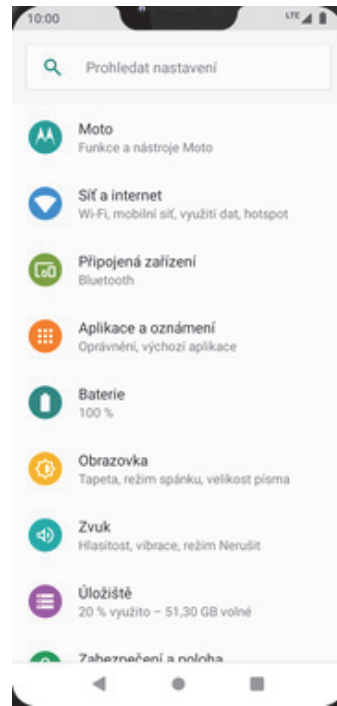 10:00
LTE
Prohledat nastavení
Moto
Funkce a nástroje Moto
Síť a internet
Wi-Fi, mobilní síť, využití dat, hotspot
Připojená zařízení
Bluetooth
Aplikace a oznámení
Oprávnění, výchozí aplikace
Baterie
100 %
Obrazovka
Tapeta, režim spánku, velikost písma
Zvuk
Hlasitost, vibrace, režim Nerušit
Úložiště
20 % využito – 51,30 GB volné
Zabezpečení a poloha